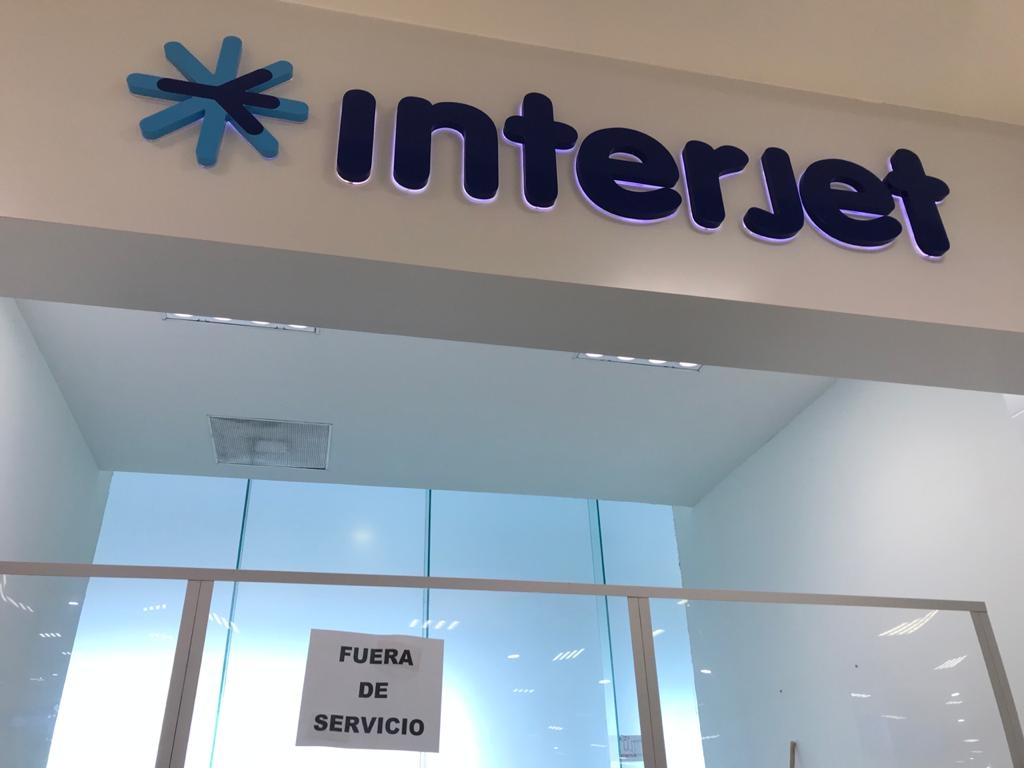 interjet
FUERA
DE
SERVICIO